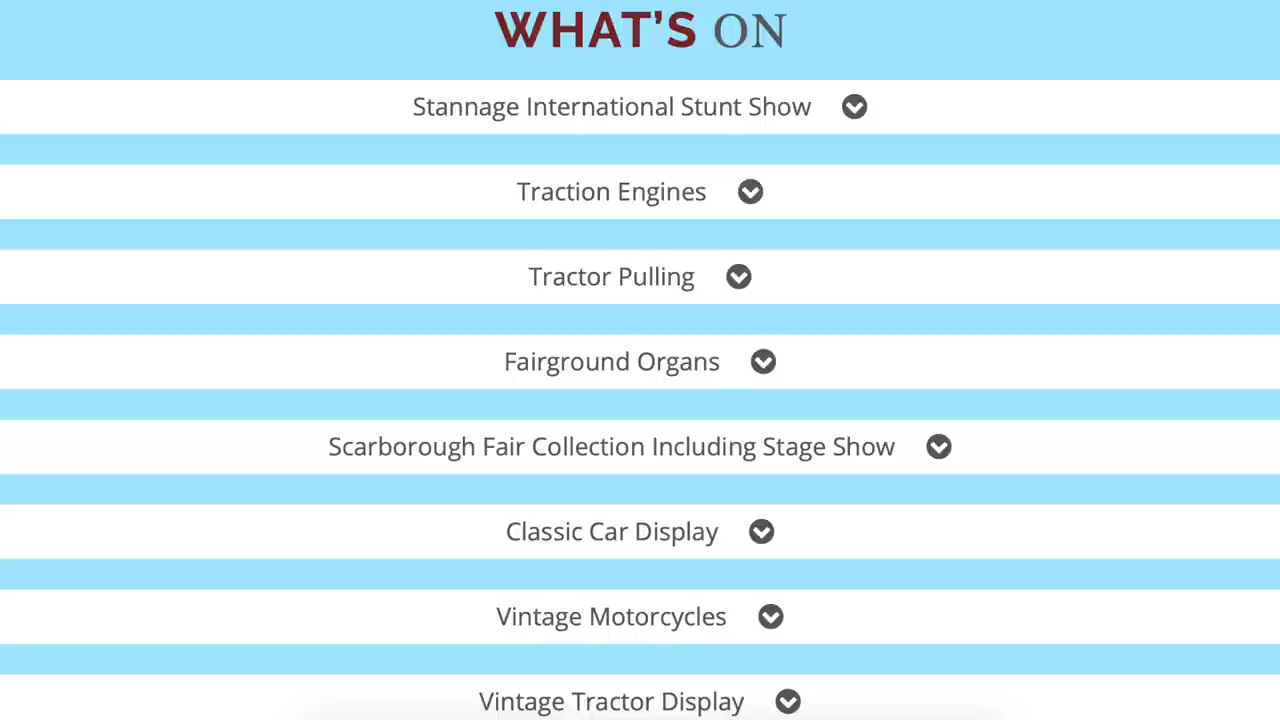 WHAT'S ON
Stannage International Stunt Show
Traction Engines
Tractor Pulling
Fairground Organs
Scarborough Fair Collection Including Stage Show
Classic Car Display
Vintage Motorcycles
Vintage Tractor Display